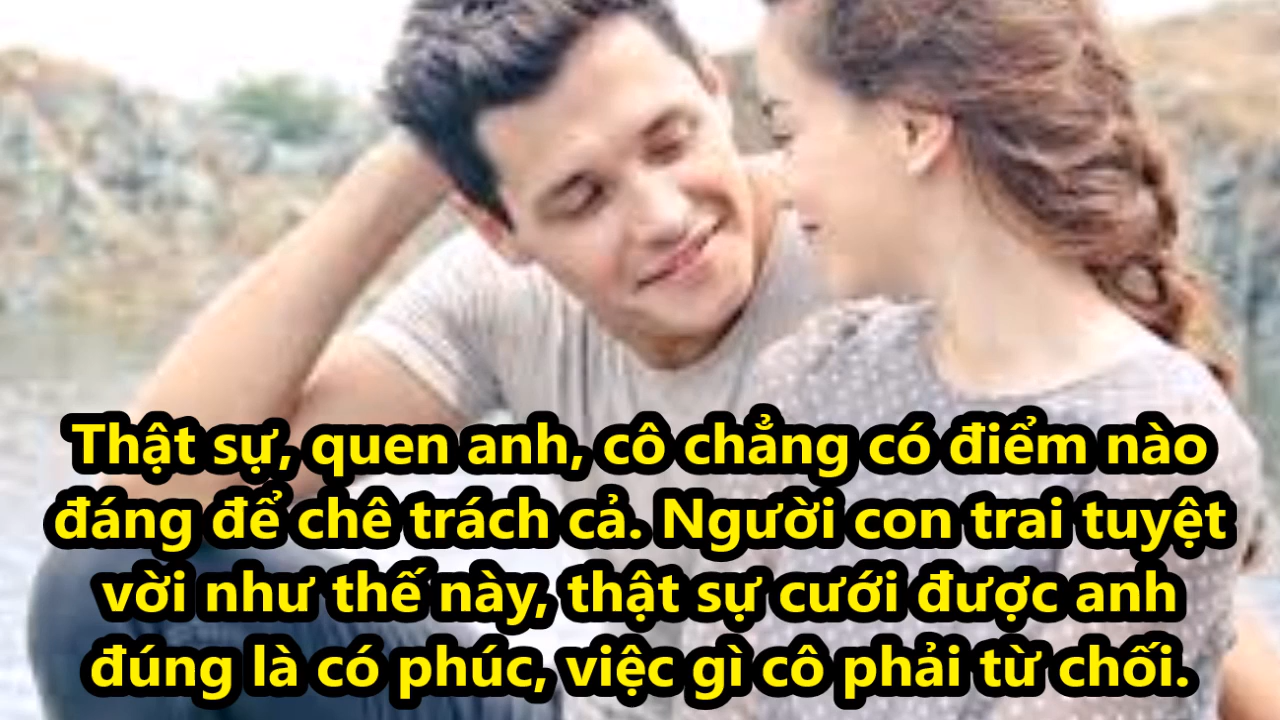 Thật sự, quen anh, cô chẳng có điểm nào
đáng để chê trách cả. Người con trai tuyệt
vời như thế này, thật sự cưới được anh
đúng là có phúc, việc gì cô phải từ chối.